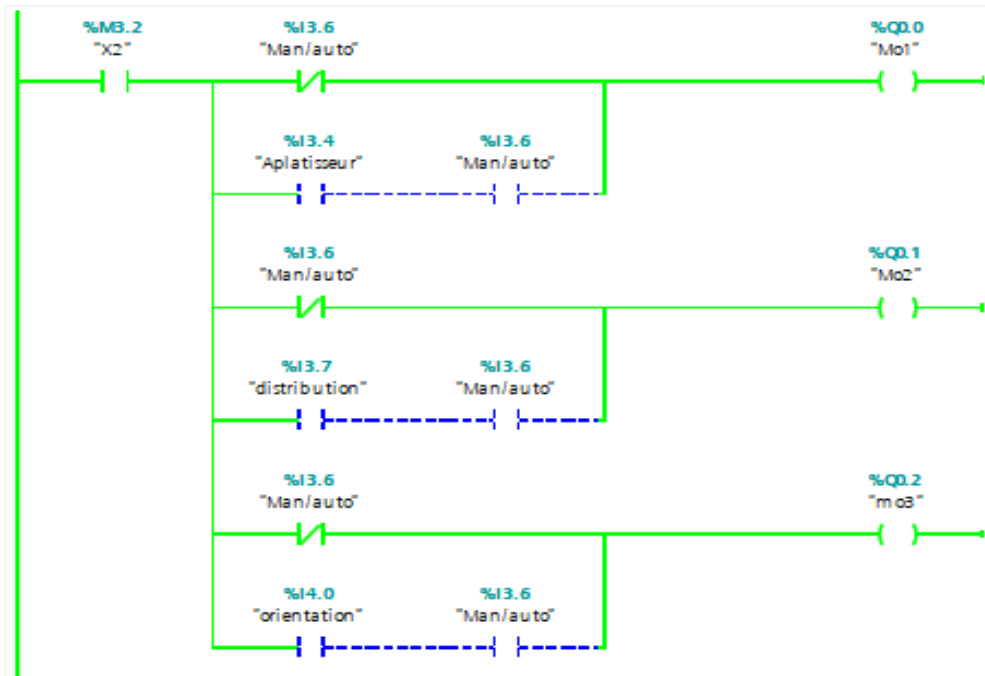 %M3.2 %I3.6 %Q0.0
"X2" "Man/auto" "Mo1"
%I3.4 %I3.6
"Aplatisseur" "Man/auto"
%I3.6 %Q0.1
"Man/auto" "Mo2"
%I3.7 %I3.6
"distribution" "Man/auto"
%I3.6 %Q0.2
"Man/auto" "mo3"
%I4.0 %I3.6
"orientation" "Man/auto"